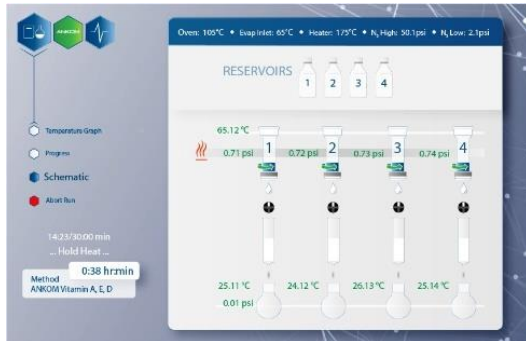 ANKOM
Oven: 105°C • Evap Inlet: 65°C • Heater: 175°C • N₂ High: 50.1psi • N₂ Low: 2.1psi
RESERVOIRS 1 2 3 4
65.12 °C
0.71 psi 1 0.72 psi 2 0.73 psi 3 0.74 psi 4
Temperature Graph
Progress
Schematic
Abort Run
14:23/30:00 min
... Hold Heat ...
0:38 hr:min
Method
ANKOM Vitamin A, E, D
25.11 °C 24.12 °C 26.13 °C 25.14 °C
0.01 psi